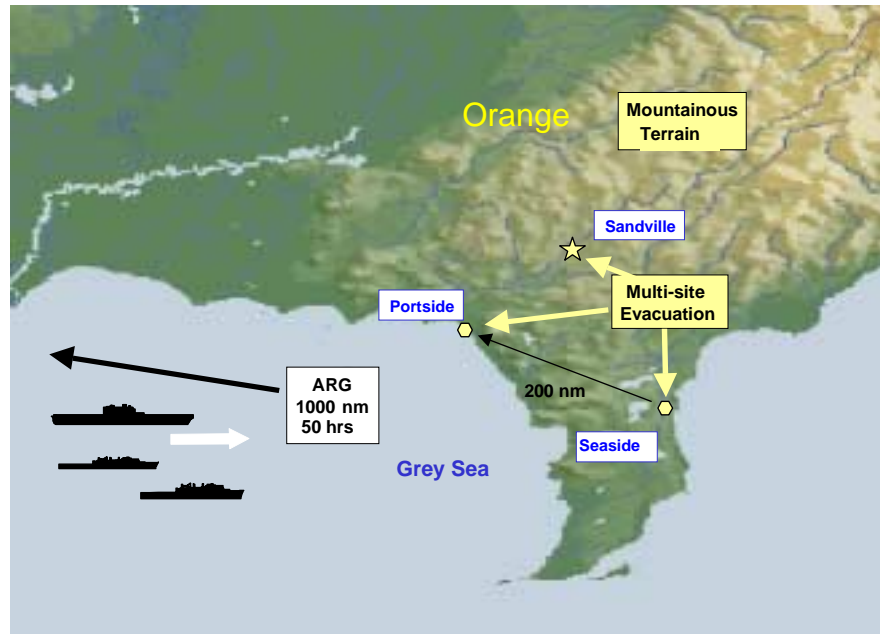 Orange
Mountainous
Terrain
Sandville
Portside
Multi-site
Evacuation
ARG
1000 nm
50 hrs
200 nm
Seaside
Grey Sea